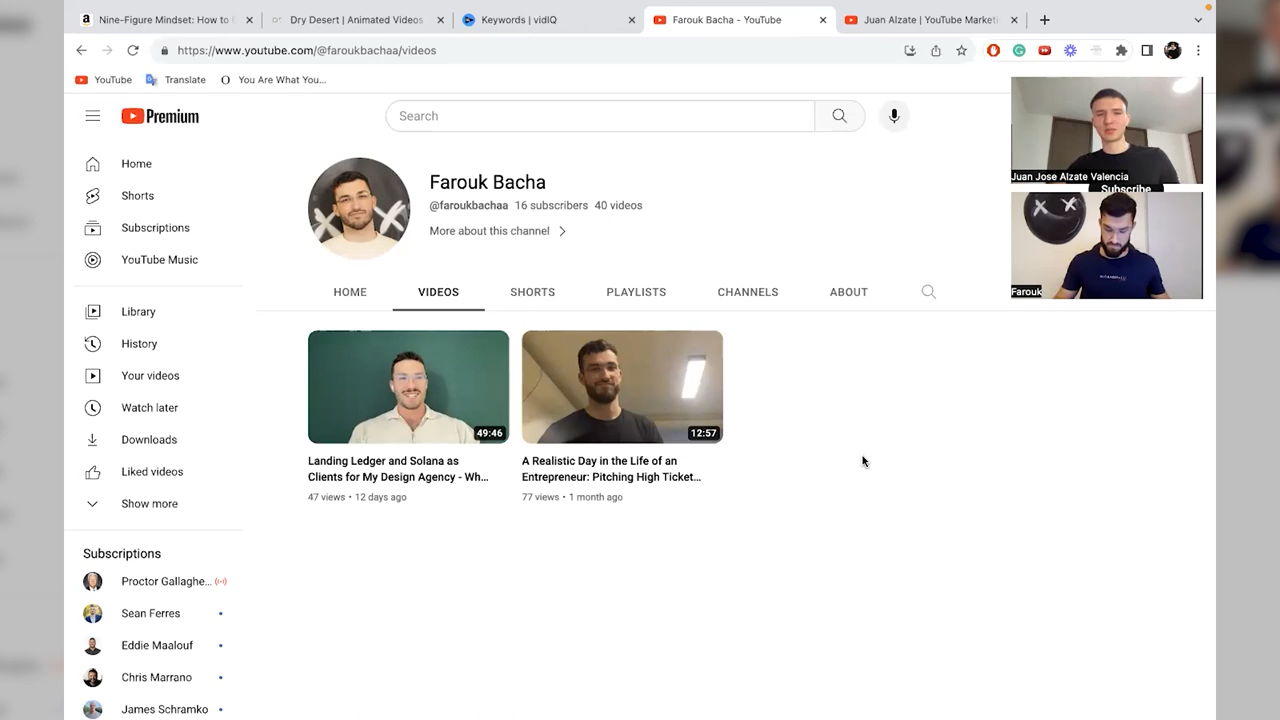 Nine-Figure Mindset: How to
Dry Desert | Animated Videos
Keywords | vidIQ
Farouk Bacha - YouTube
Juan Alzate | YouTube Marketi
https://www.youtube.com/@faroukbachaa/videos
YouTube
Translate
You Are What You...
Premium
Search
Home
Shorts
Subscriptions
YouTube Music
Library
History
Your videos
Watch later
Downloads
Liked videos
Show more
Subscriptions
Proctor Gallaghe...
Sean Ferres
Eddie Maalouf
Chris Marrano
James Schramko
Farouk Bacha
@faroukbachaa 16 subscribers 40 videos
More about this channel
HOME
VIDEOS
SHORTS
PLAYLISTS
CHANNELS
ABOUT
49:46
Landing Ledger and Solana as
Clients for My Design Agency - Wh...
47 views • 12 days ago
12:57
A Realistic Day in the Life of an
Entrepreneur: Pitching High Ticket...
77 views • 1 month ago
Juan Jose Alzate Valencia
Subscribe
Farouk